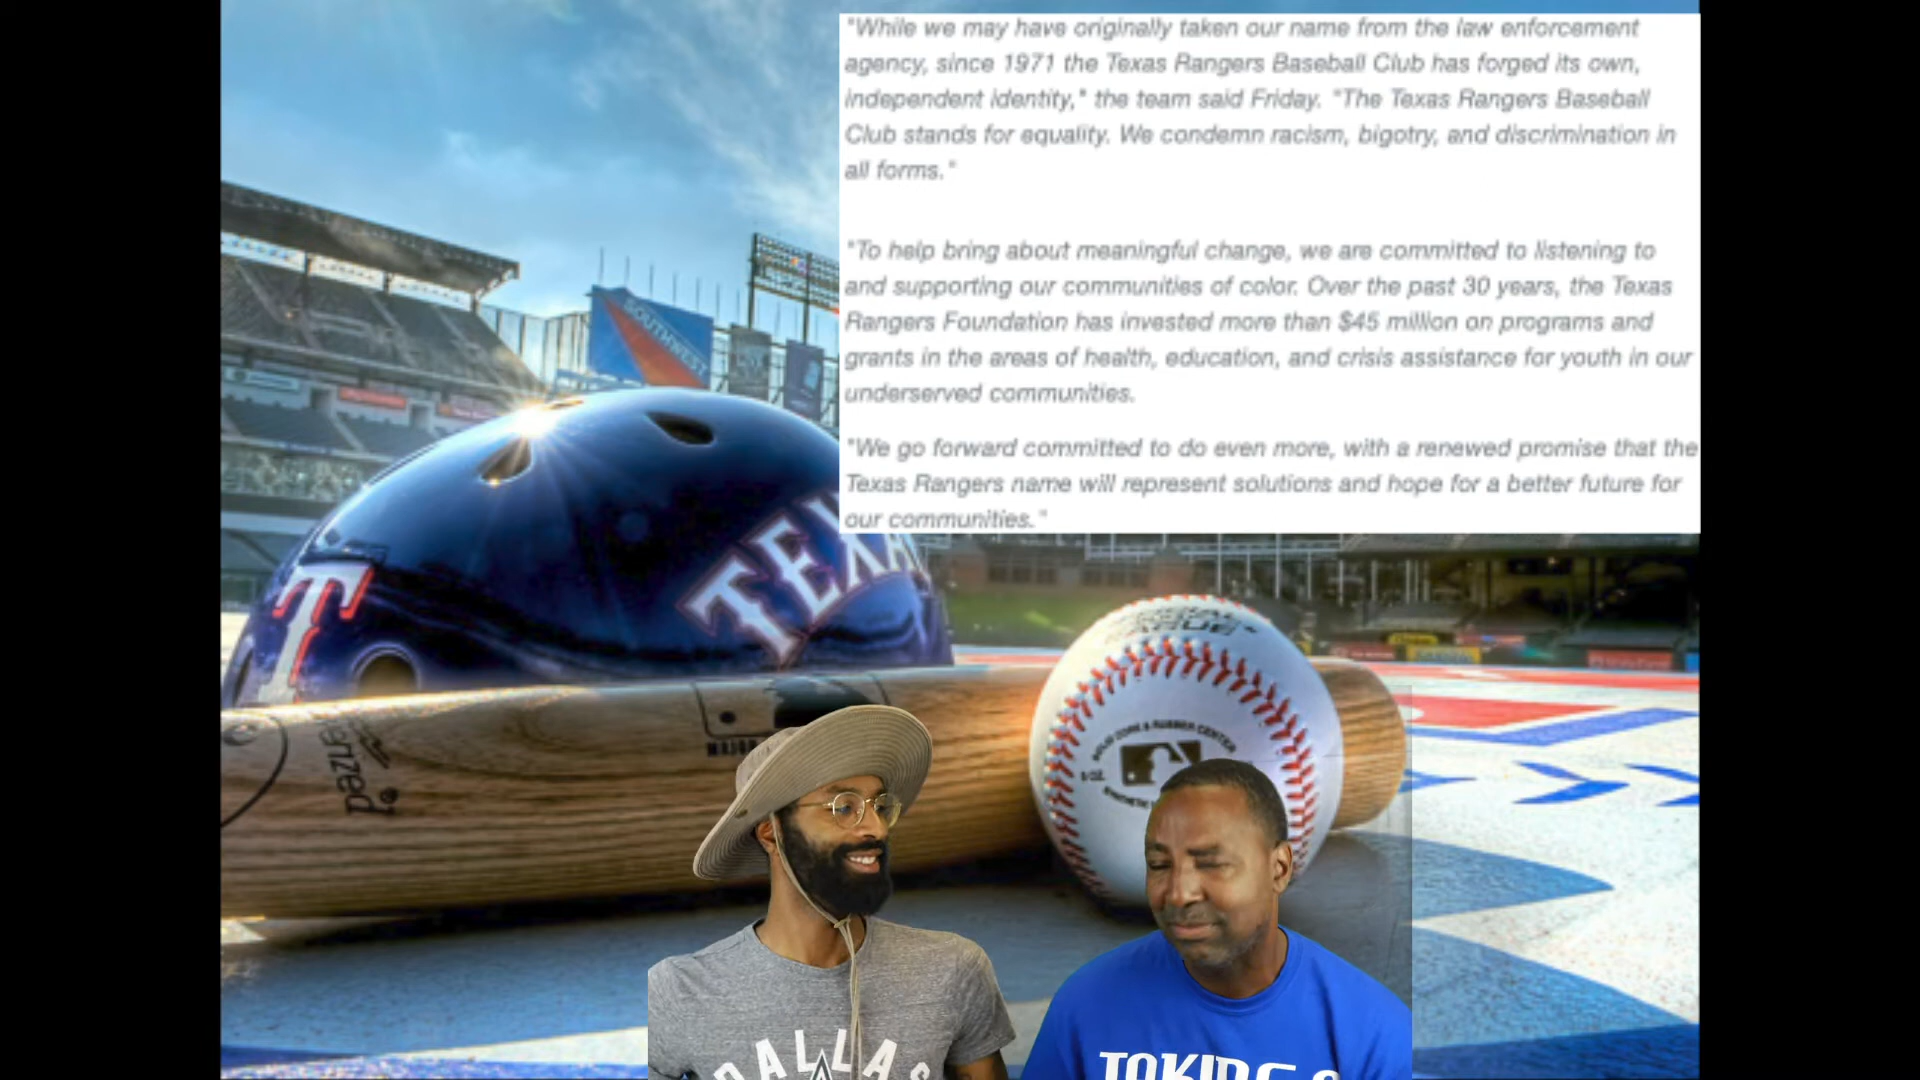 "While we may have originally taken our name from the law enforcement
agency, since 1971 the Texas Rangers Baseball Club has forged its own,
independent identity," the team said Friday. "The Texas Rangers Baseball
Club stands for equality. We condemn racism, bigotry, and discrimination in
all forms."
"To help bring about meaningful change, we are committed to listening to
and supporting our communities of color. Over the past 30 years, the Texas
Rangers Foundation has invested more than $45 million on programs and
grants in the areas of health, education, and crisis assistance for youth in our
underserved communities.
"We go forward committed to do even more, with a renewed promise that the
Texas Rangers name will represent solutions and hope for a better future for
our communities."
SOUTHWEST
TEXA
T
MAJOR
CORE & RUBBER CENTER
DALLAS